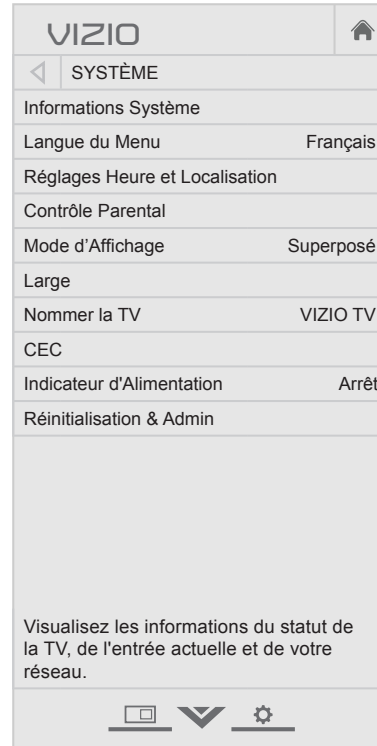 VIZIO
SYSTÈME
Informations Système
Langue du Menu Français
Réglages Heure et Localisation
Contrôle Parental
Mode d’Affichage Superposé
Large
Nommer la TV VIZIO TV
CEC
Indicateur d'Alimentation Arrêt
Réinitialisation & Admin
Visualisez les informations du statut de
la TV, de l'entrée actuelle et de votre
réseau.